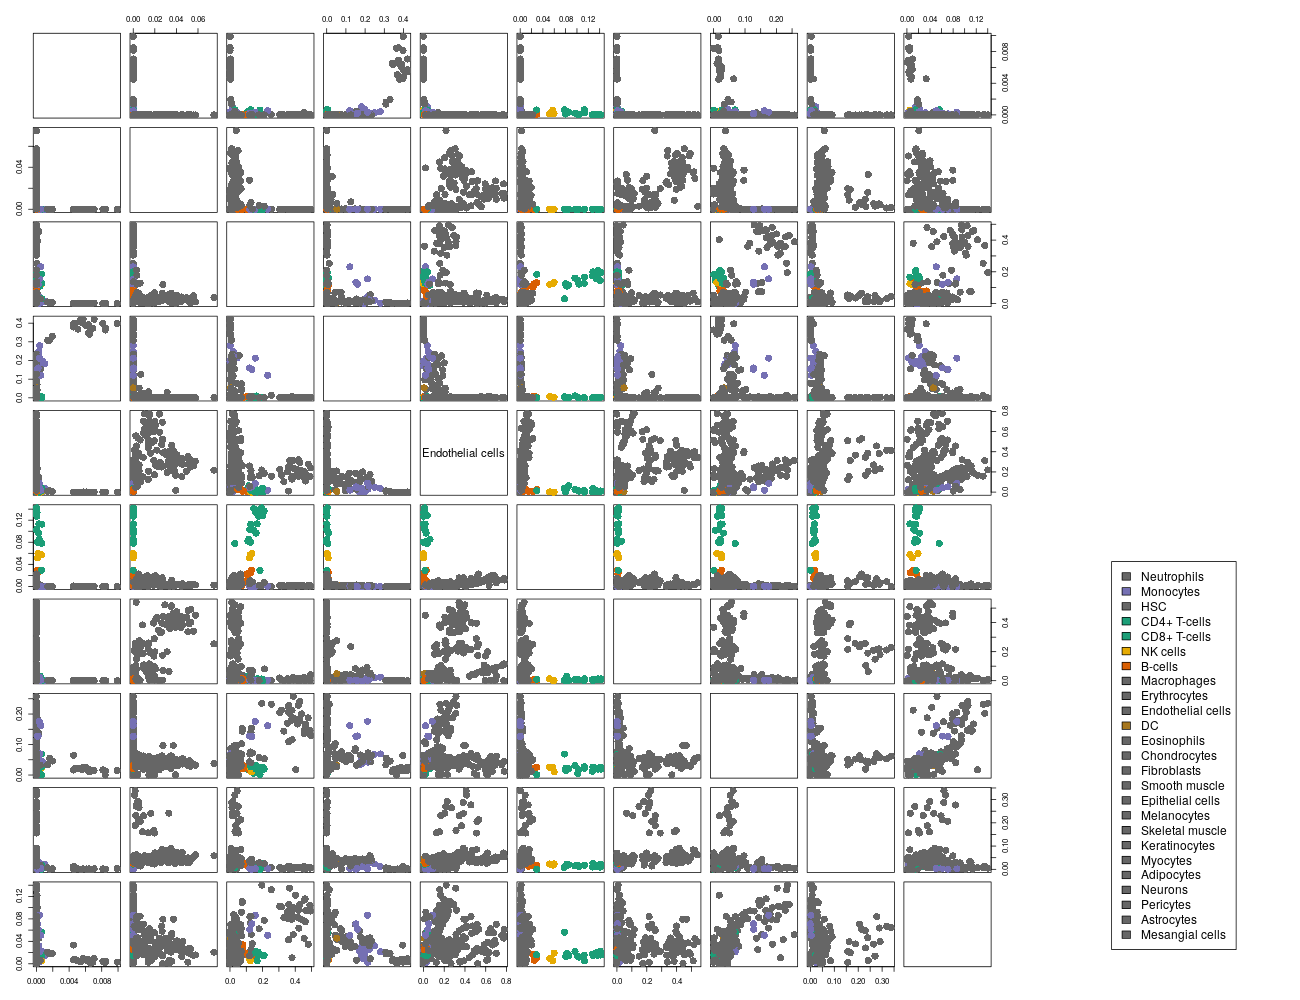 0.00 0.02 0.04 0.06
0.0 0.1 0.2 0.3 0.4
0.00 0.04 0.08 0.12
0.00 0.10 0.20
0.00 0.04 0.08 0.12
0.000 0.004 0.008
0.00 0.04
0.0 0.2 0.4
0.0 0.1 0.2 0.3 0.4
Endothelial cells
0.0 0.2 0.4 0.6 0.8
0.00 0.04 0.08 0.12
0.0 0.2 0.4
0.00 0.10 0.20
0.00 0.10 0.20 0.30
0.00 0.04 0.08 0.12
0.000 0.004 0.008
0.0 0.2 0.4
0.0 0.2 0.4 0.6 0.8
0.0 0.2 0.4
0.00 0.10 0.20 0.30
Neutrophils
Monocytes
HSC
CD4+ T-cells
CD8+ T-cells
NK cells
B-cells
Macrophages
Erythrocytes
Endothelial cells
DC
Eosinophils
Chondrocytes
Fibroblasts
Smooth muscle
Epithelial cells
Melanocytes
Skeletal muscle
Keratinocytes
Myocytes
Adipocytes
Neurons
Pericytes
Astrocytes
Mesangial cells